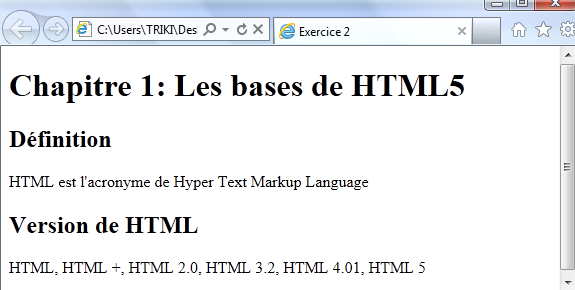 C:\Users\TRIKI\Des
Exercice 2
Chapitre 1: Les bases de HTML5
Définition
HTML est l'acronyme de Hyper Text Markup Language
Version de HTML
HTML, HTML +, HTML 2.0, HTML 3.2, HTML 4.01, HTML 5